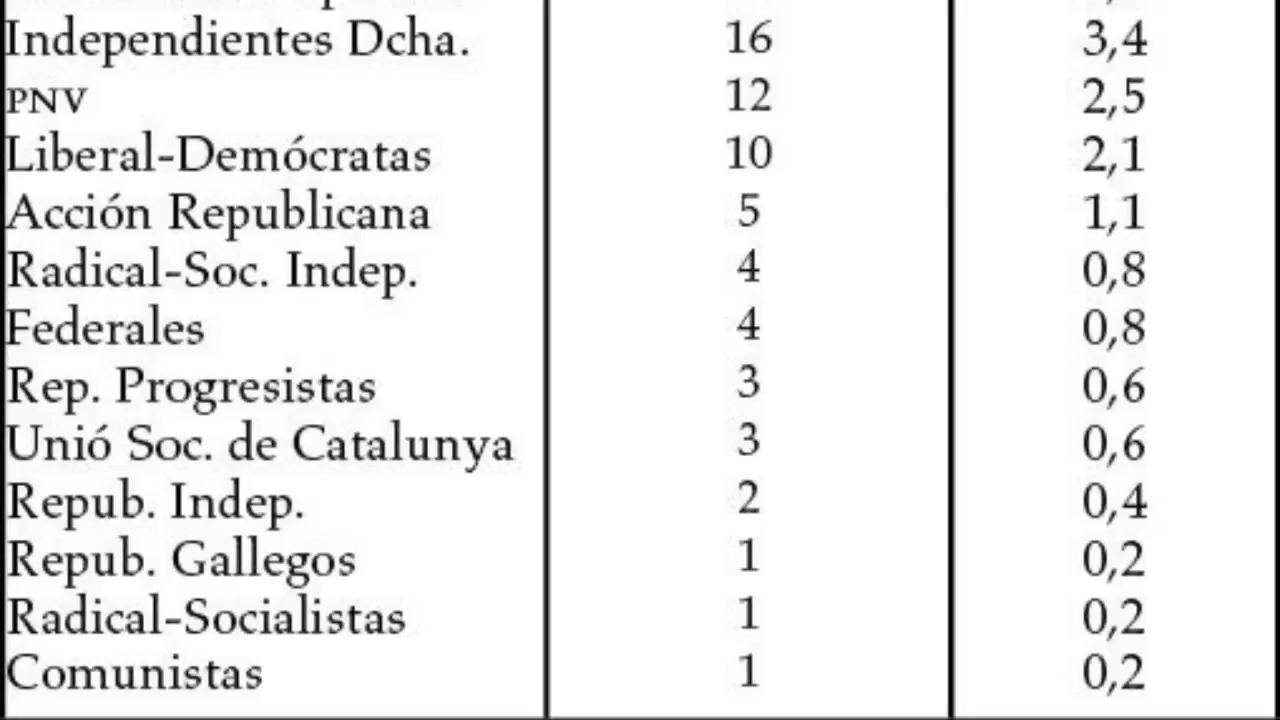 Independientes Dcha. 16 3,4
PNV 12 2,5
Liberal-Demócratas 10 2,1
Acción Republicana 5 1,1
Radical-Soc. Indep. 4 0,8
Federales 4 0,8
Rep. Progresistas 3 0,6
Unió Soc. de Catalunya 3 0,6
Repub. Indep. 2 0,4
Repub. Gallegos 1 0,2
Radical-Socialistas 1 0,2
Comunistas 1 0,2